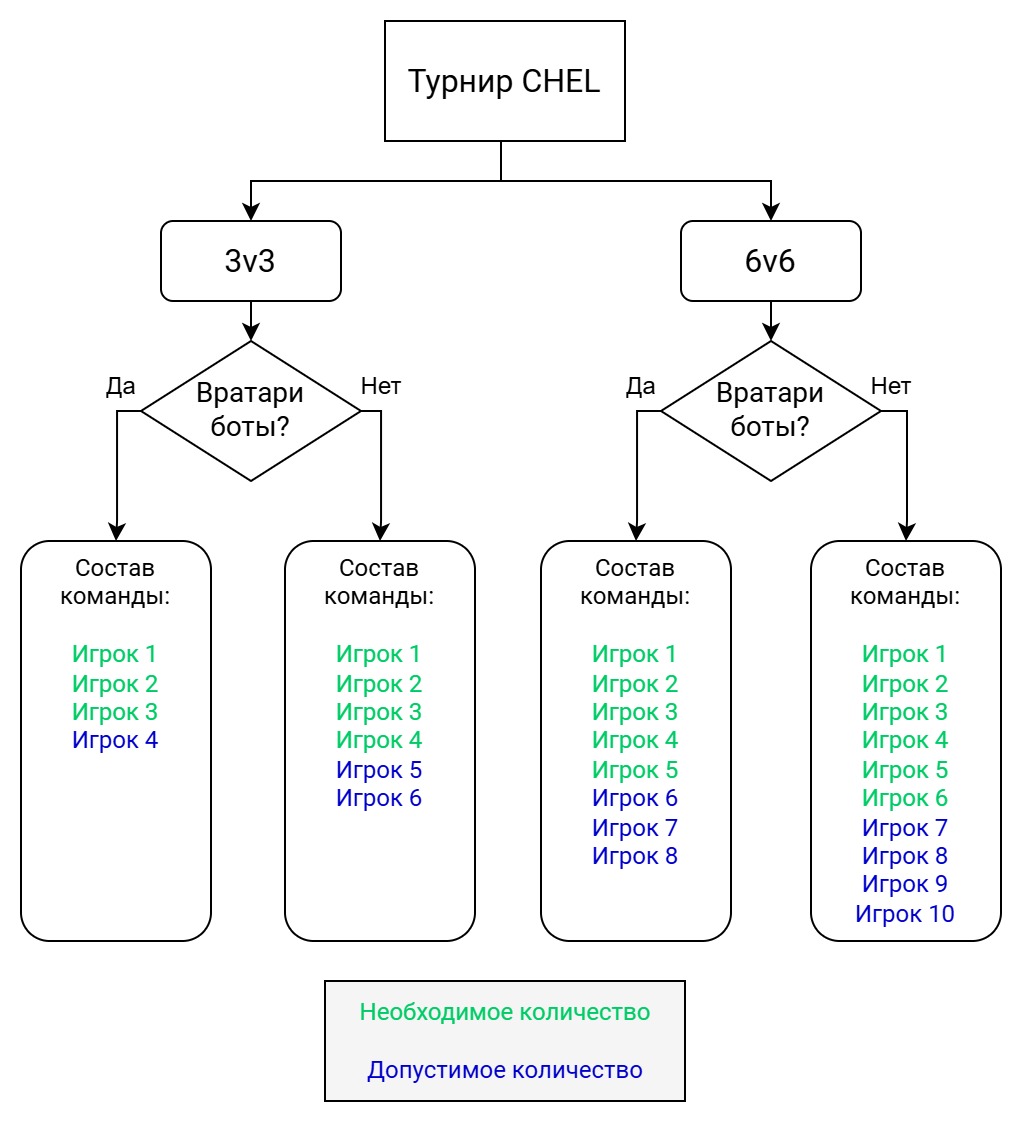 Турнир CHEL
3v3
6v6
Да
Вратари
боты?
Нет
Да
Вратари
боты?
Нет
Состав
команды:
Игрок 1
Игрок 2
Игрок 3
Игрок 4
Состав
команды:
Игрок 1
Игрок 2
Игрок 3
Игрок 4
Игрок 5
Игрок 6
Состав
команды:
Игрок 1
Игрок 2
Игрок 3
Игрок 4
Игрок 5
Игрок 6
Игрок 7
Игрок 8
Состав
команды:
Игрок 1
Игрок 2
Игрок 3
Игрок 4
Игрок 5
Игрок 6
Игрок 7
Игрок 8
Игрок 9
Игрок 10
Необходимое количество
Допустимое количество